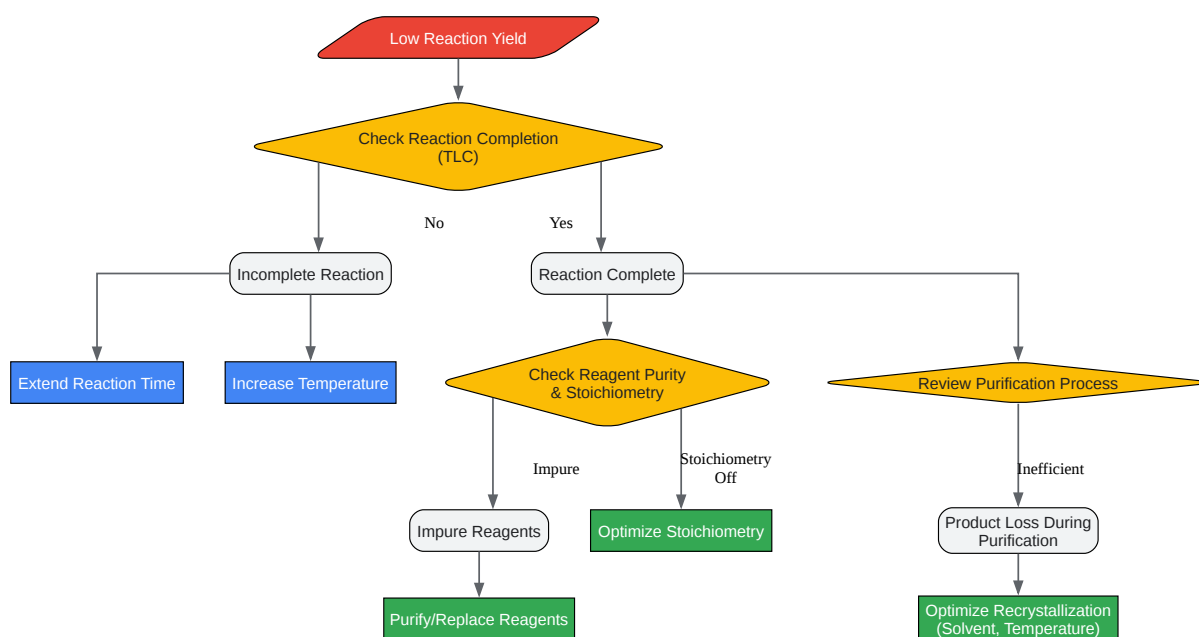 Low Reaction Yield
Check Reaction Completion
(TLC)
No
Yes
Incomplete Reaction
Reaction Complete
Extend Reaction Time
Increase Temperature
Check Reagent Purity
& Stoichiometry
Review Purification Process
Impure
Stoichiometry
Off
Inefficient
Impure Reagents
Optimize Stoichiometry
Product Loss During
Purification
Purify/Replace Reagents
Optimize Recrystallization
(Solvent, Temperature)